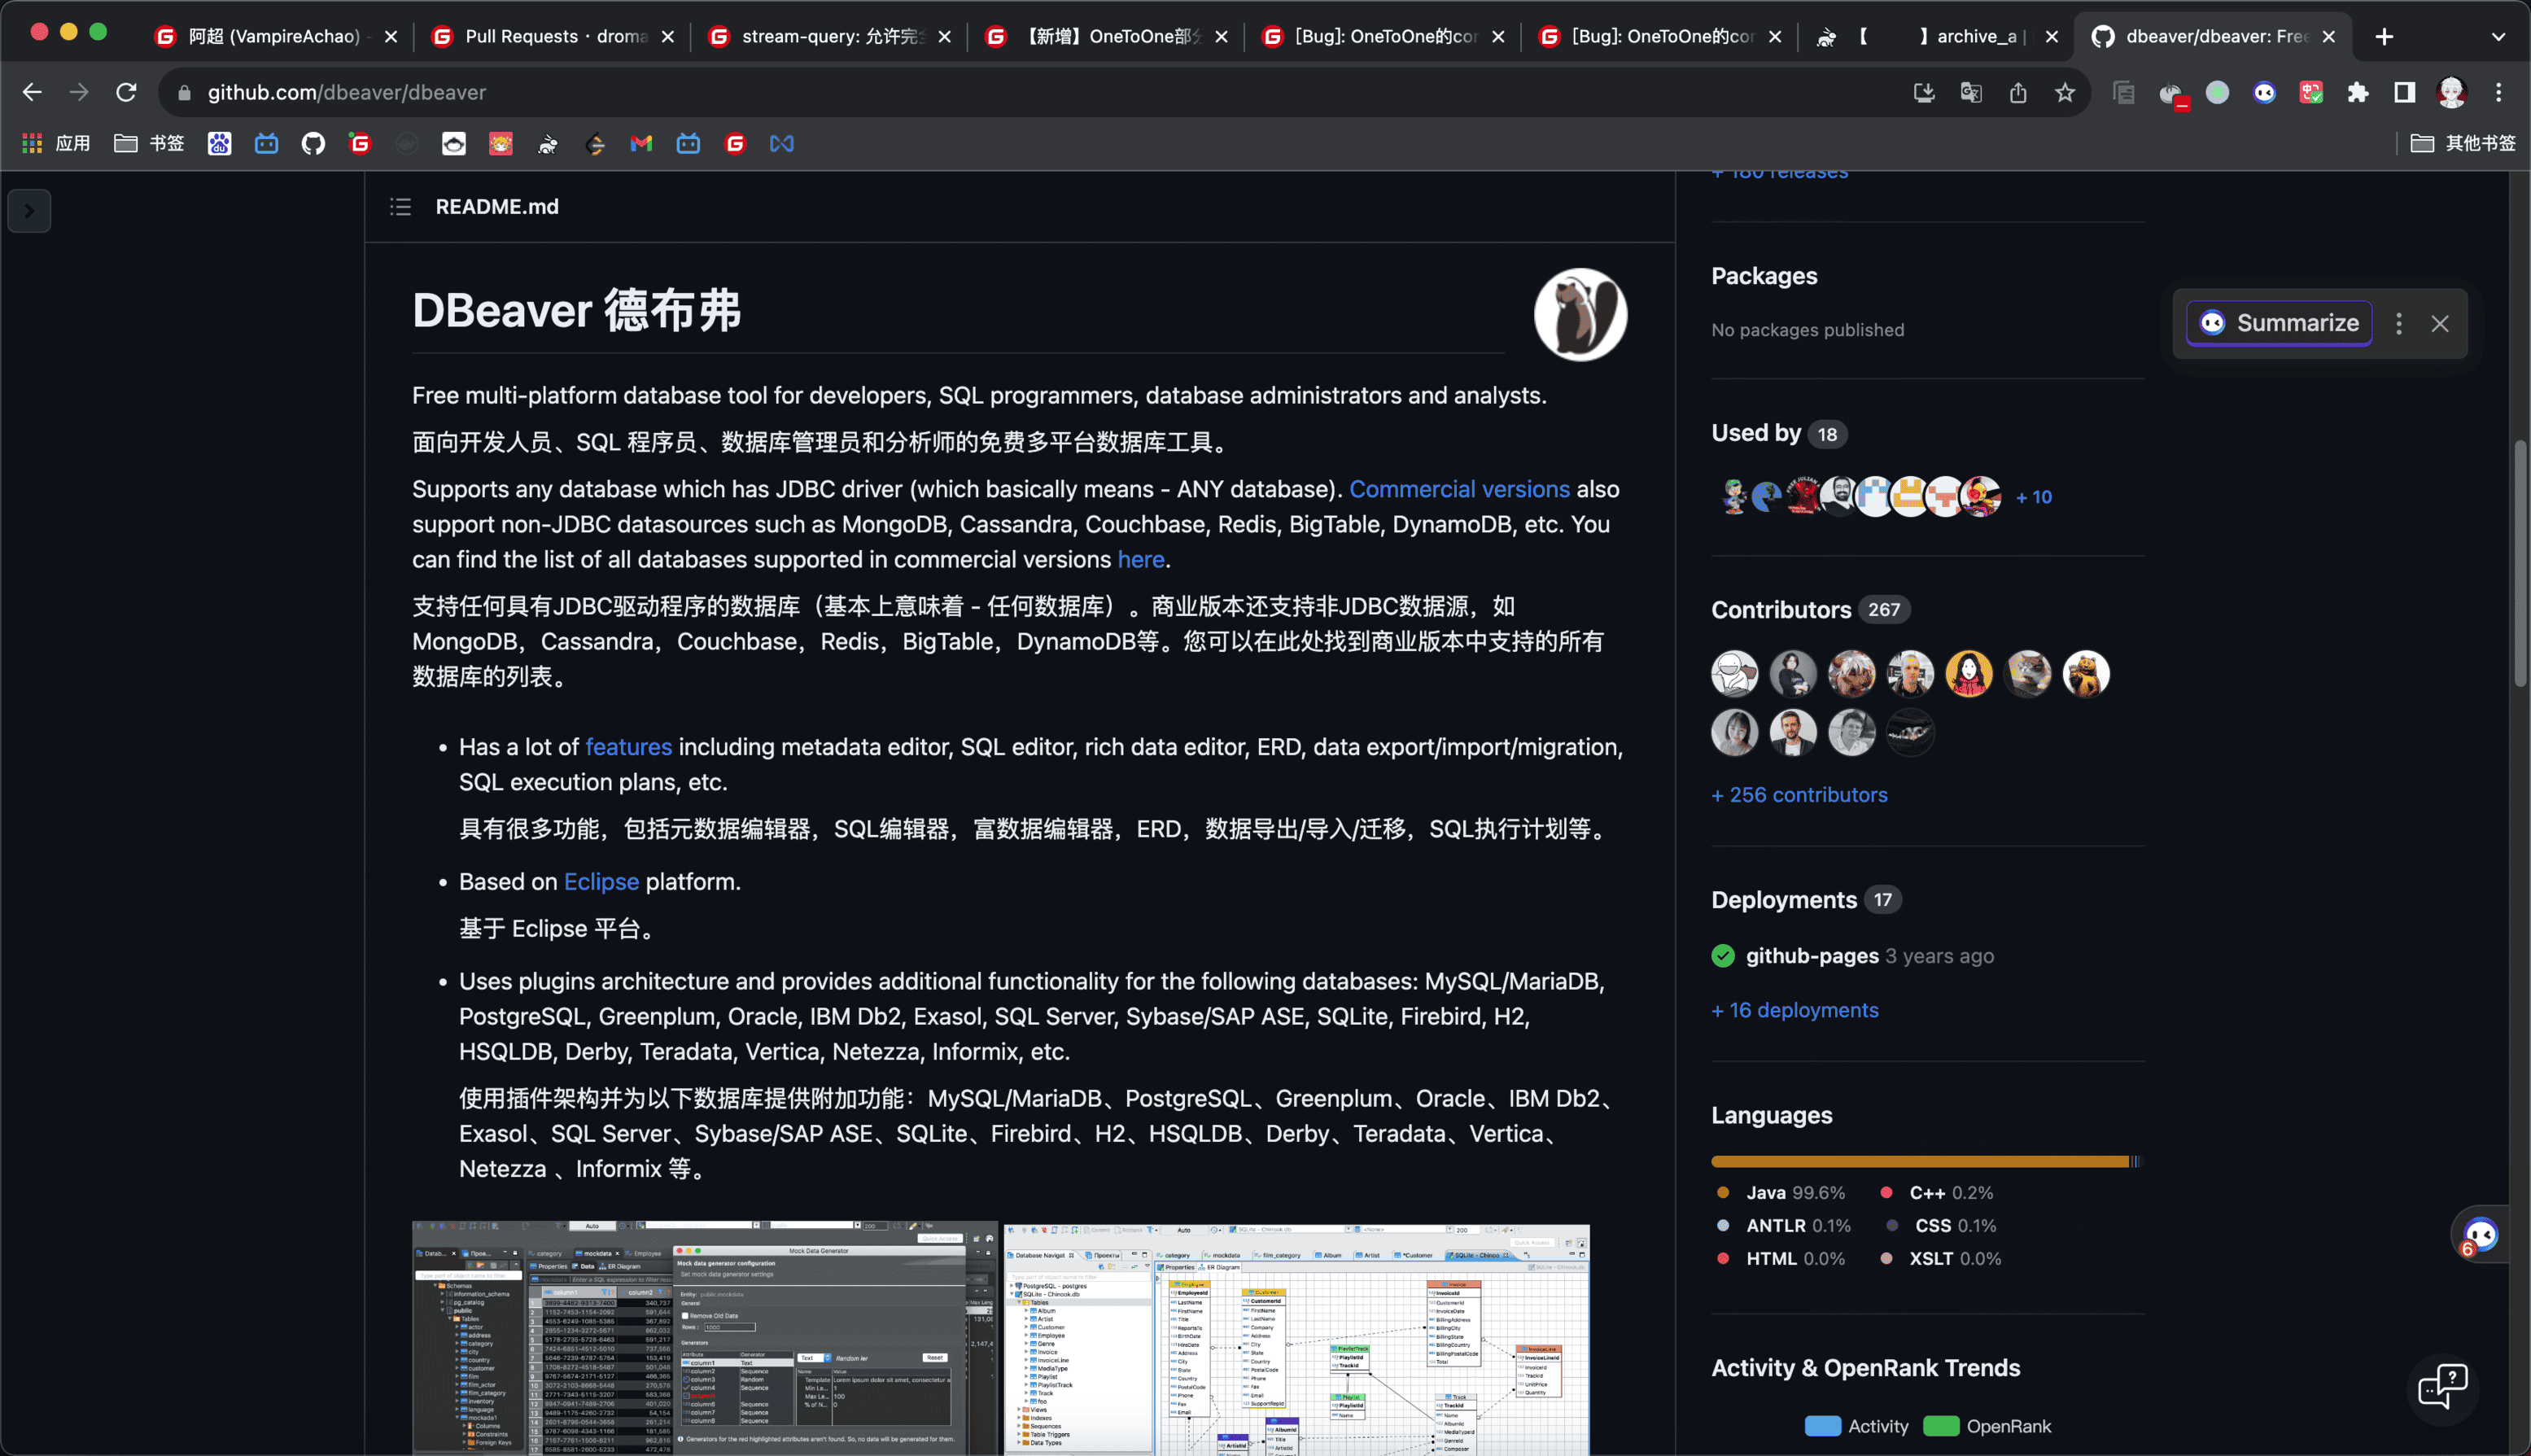 阿超 (VampireAchao) -
Pull Requests · droma
stream-query: 允许完全
【新增】OneToOne部分
[Bug]: OneToOne的cor
[Bug]: OneToOne的cor
【 】archive_a |
dbeaver/dbeaver: Free
github.com/dbeaver/dbeaver
应用
书签
其他书签
+ 180 releases
README.md
DBeaver 德布弗
Free multi-platform database tool for developers, SQL programmers, database administrators and analysts.
面向开发人员、SQL 程序员、数据库管理员和分析师的免费多平台数据库工具。
Supports any database which has JDBC driver (which basically means - ANY database). Commercial versions also
support non-JDBC datasources such as MongoDB, Cassandra, Couchbase, Redis, BigTable, DynamoDB, etc. You
can find the list of all databases supported in commercial versions here.
支持任何具有JDBC驱动程序的数据库（基本上意味着 - 任何数据库）。商业版本还支持非JDBC数据源，如
MongoDB，Cassandra，Couchbase，Redis，BigTable，DynamoDB等。您可以在此处找到商业版本中支持的所有
数据库的列表。
• Has a lot of features including metadata editor, SQL editor, rich data editor, ERD, data export/import/migration,
SQL execution plans, etc.
具有很多功能，包括元数据编辑器，SQL编辑器，富数据编辑器，ERD，数据导出/导入/迁移，SQL执行计划等。
• Based on Eclipse platform.
基于 Eclipse 平台。
• Uses plugins architecture and provides additional functionality for the following databases: MySQL/MariaDB,
PostgreSQL, Greenplum, Oracle, IBM Db2, Exasol, SQL Server, Sybase/SAP ASE, SQLite, Firebird, H2,
HSQLDB, Derby, Teradata, Vertica, Netezza, Informix, etc.
使用插件架构并为以下数据库提供附加功能：MySQL/MariaDB、PostgreSQL、Greenplum、Oracle、IBM Db2、
Exasol、SQL Server、Sybase/SAP ASE、SQLite、Firebird、H2、HSQLDB、Derby、Teradata、Vertica、
Netezza 、Informix 等。
Mock Data Generator
Mock data generator configuration
Set mock data generator settings
Remove Old Data
Generators
Reset
Packages
No packages published
Used by 18
+ 10
Contributors 267
+ 256 contributors
Deployments 17
github-pages 3 years ago
+ 16 deployments
Languages
Java 99.6%
C++ 0.2%
ANTLR 0.1%
CSS 0.1%
HTML 0.0%
XSLT 0.0%
Activity & OpenRank Trends
Activity
OpenRank
Summarize
6